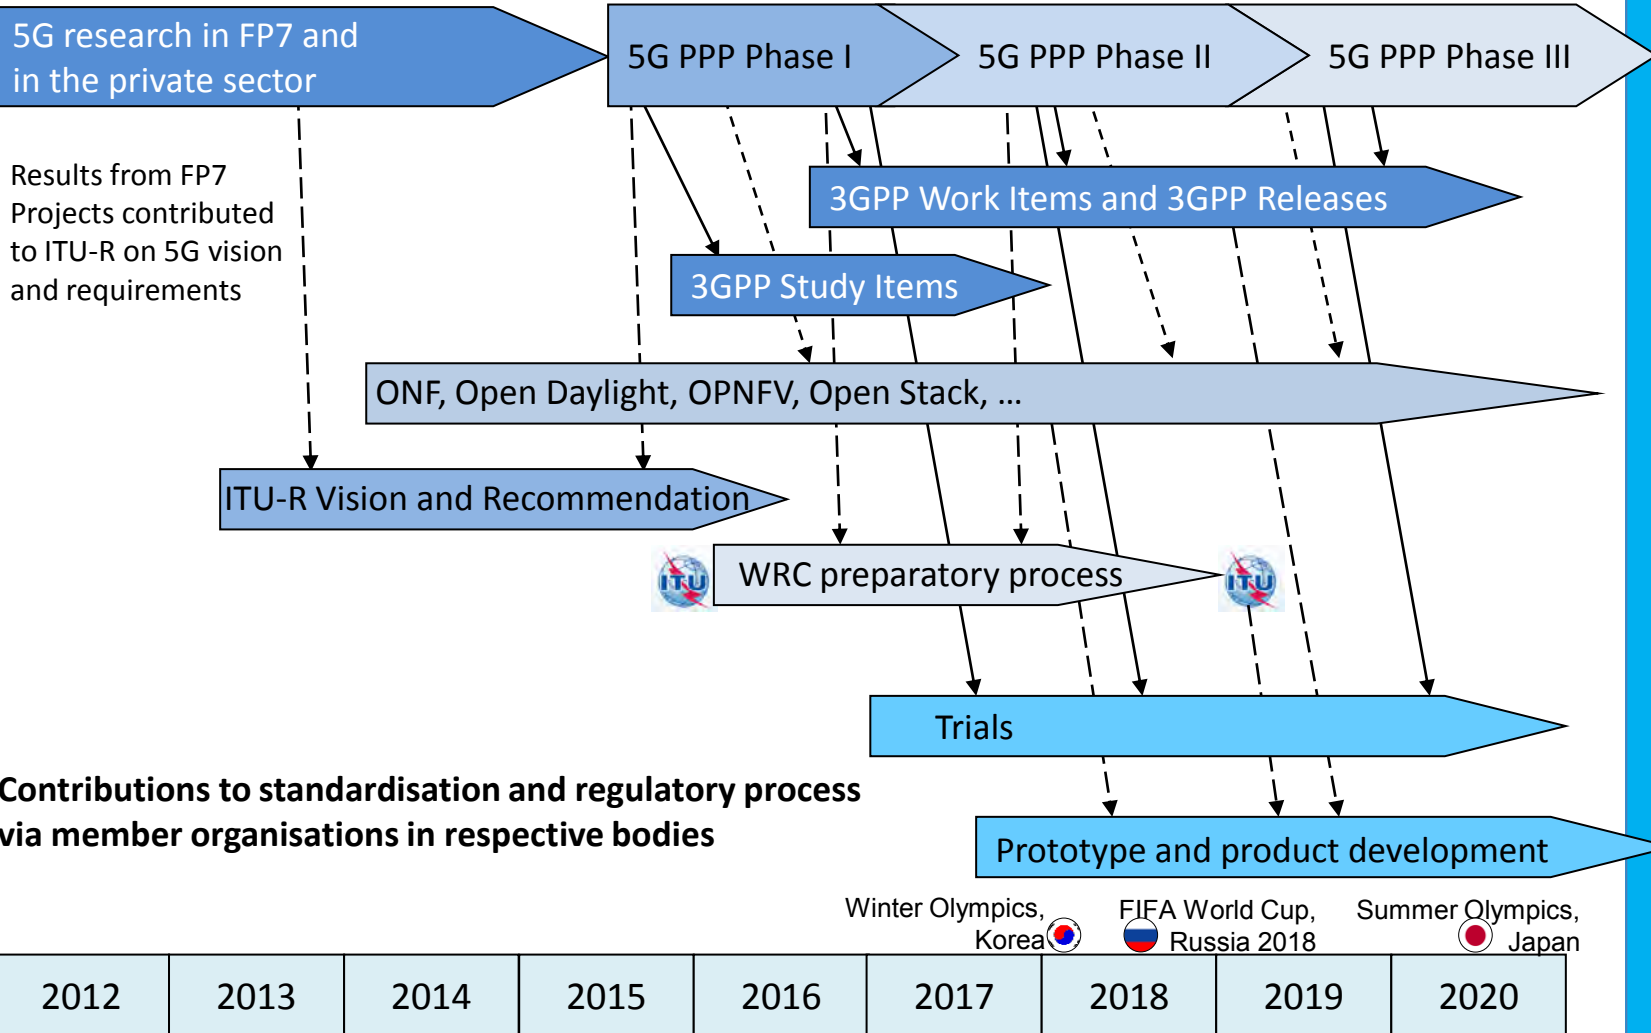 5G research in FP7 and
in the private sector
5G PPP Phase I
5G PPP Phase II
5G PPP Phase III
Results from FP7
Projects contributed
to ITU-R on 5G vision
and requirements
3GPP Work Items and 3GPP Releases
3GPP Study Items
ONF, Open Daylight, OPNFV, Open Stack, ...
ITU-R Vision and Recommendation
ITU
WRC preparatory process
ITU
Trials
Contributions to standardisation and regulatory process
via member organisations in respective bodies
Prototype and product development
Winter Olympics,
Korea
FIFA World Cup,
Russia 2018
Summer Olympics,
Japan
2012
2013
2014
2015
2016
2017
2018
2019
2020